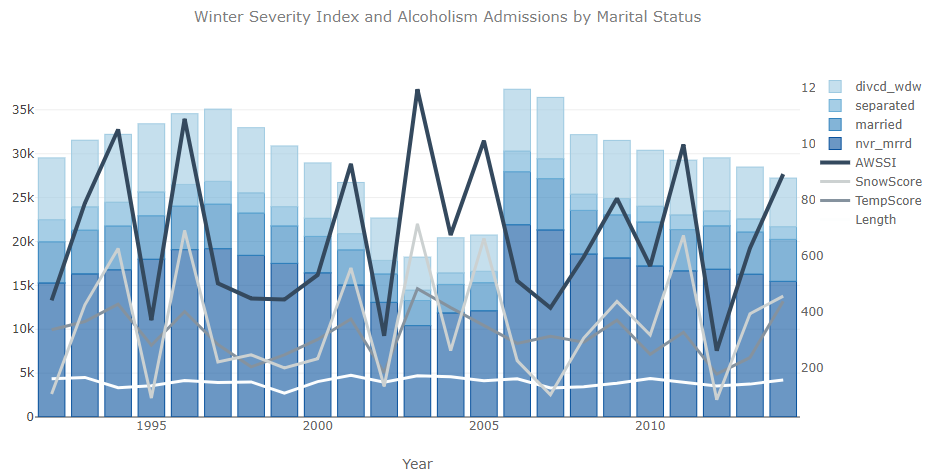 Winter Severity Index and Alcoholism Admissions by Marital Status
35k
30k
25k
20k
15k
10k
5k
0
1995
2000
2005
2010
Year
12
10
80
600
400
200
divcd_wdw
separated
married
nvr_mrrd
AWSSI
SnowScore
TempScore
Length